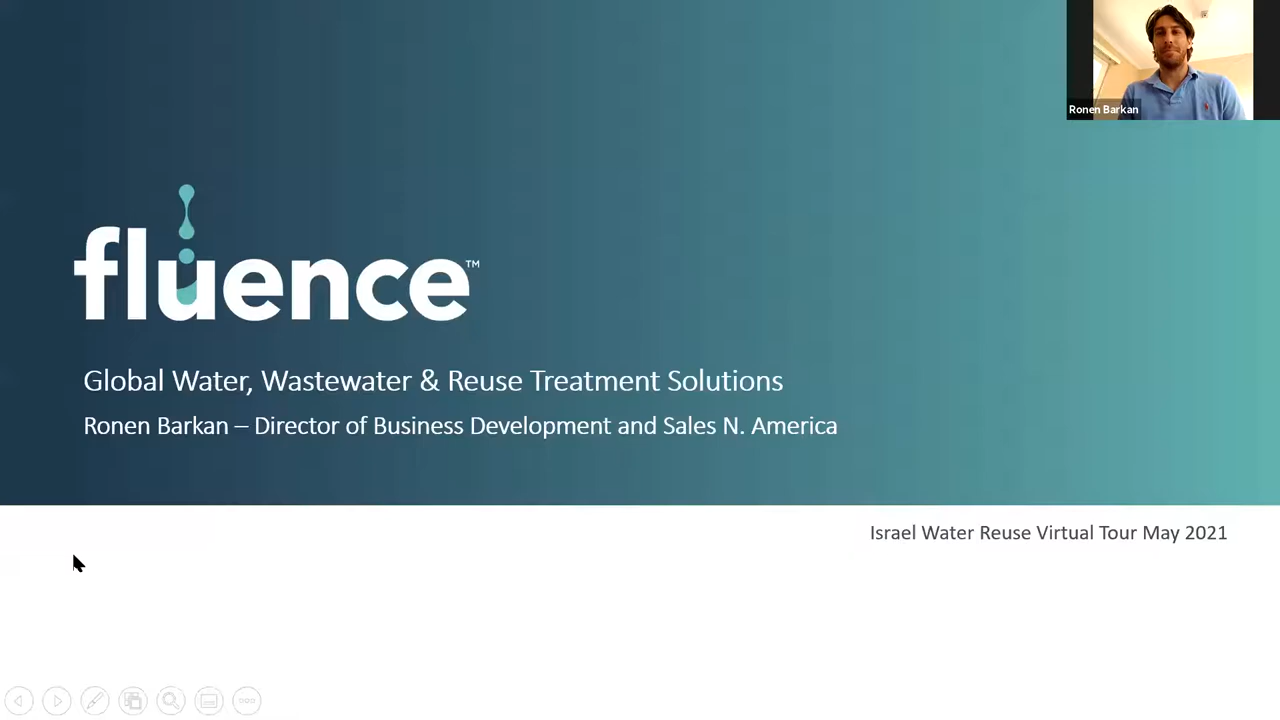 Ronen Barkan
fluence™
Global Water, Wastewater & Reuse Treatment Solutions
Ronen Barkan – Director of Business Development and Sales N. America
Israel Water Reuse Virtual Tour May 2021